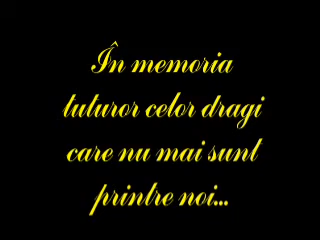 În memoria
tuturor celor dragi
care nu mai sunt
printre noi...